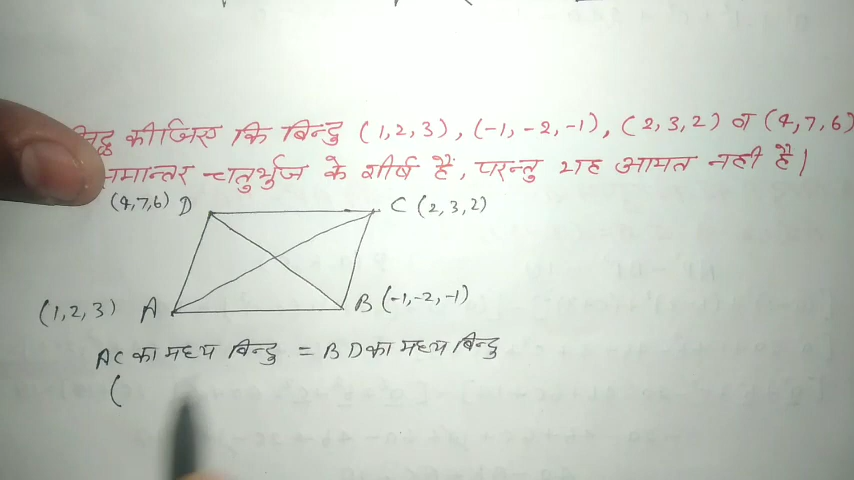 कीजिए कि बिन्दु (1,2,3), (-1,-2,-1), (2,3,2) व (4,7,6)
समान्तर चतुर्भुज के शीर्ष है, परन्तु यह आयत नही है।
(4,7,6) D C (2,3,2)
(1,2,3) A B (-1,-2,-1)
AC का मध्य बिन्दु = BD का मध्य बिन्दु
(